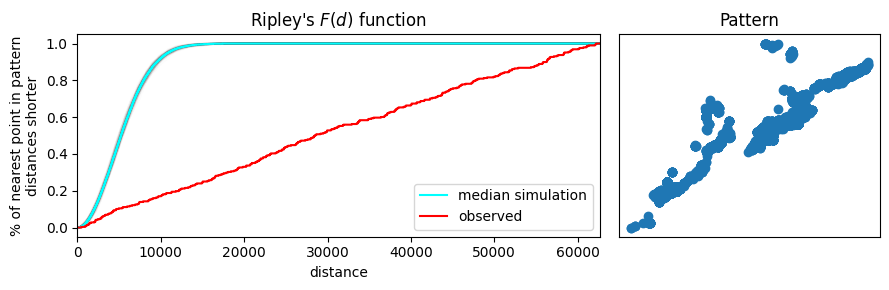 Ripley's F(d) function
Pattern
% of nearest point in pattern
distances shorter
1.0
0.8
0.6
0.4
0.2
0.0
median simulation
observed
0 10000 20000 30000 40000 50000 60000
distance